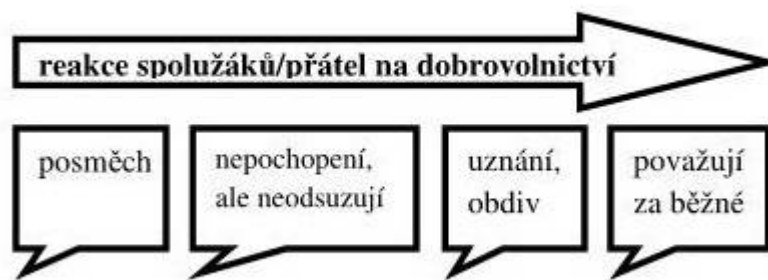 reakce spolužáků/přátel na dobrovolnictví
posměch
nepochopení,
ale neodsuzují
uznání,
obdiv
považují
za běžné